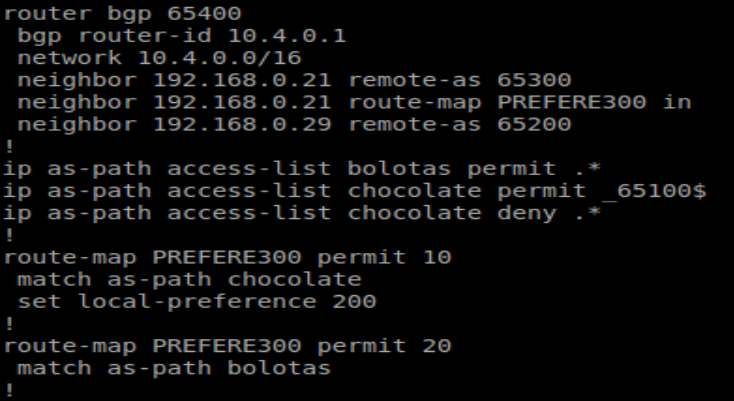 router bgp 65400
 bgp router-id 10.4.0.1
 network 10.4.0.0/16
 neighbor 192.168.0.21 remote-as 65300
 neighbor 192.168.0.21 route-map PREFERE300 in
 neighbor 192.168.0.29 remote-as 65200
!
ip as-path access-list bolotas permit .*
ip as-path access-list chocolate permit _65100$
ip as-path access-list chocolate deny .*
!
route-map PREFERE300 permit 10
 match as-path chocolate
 set local-preference 200
!
route-map PREFERE300 permit 20
 match as-path bolotas
!